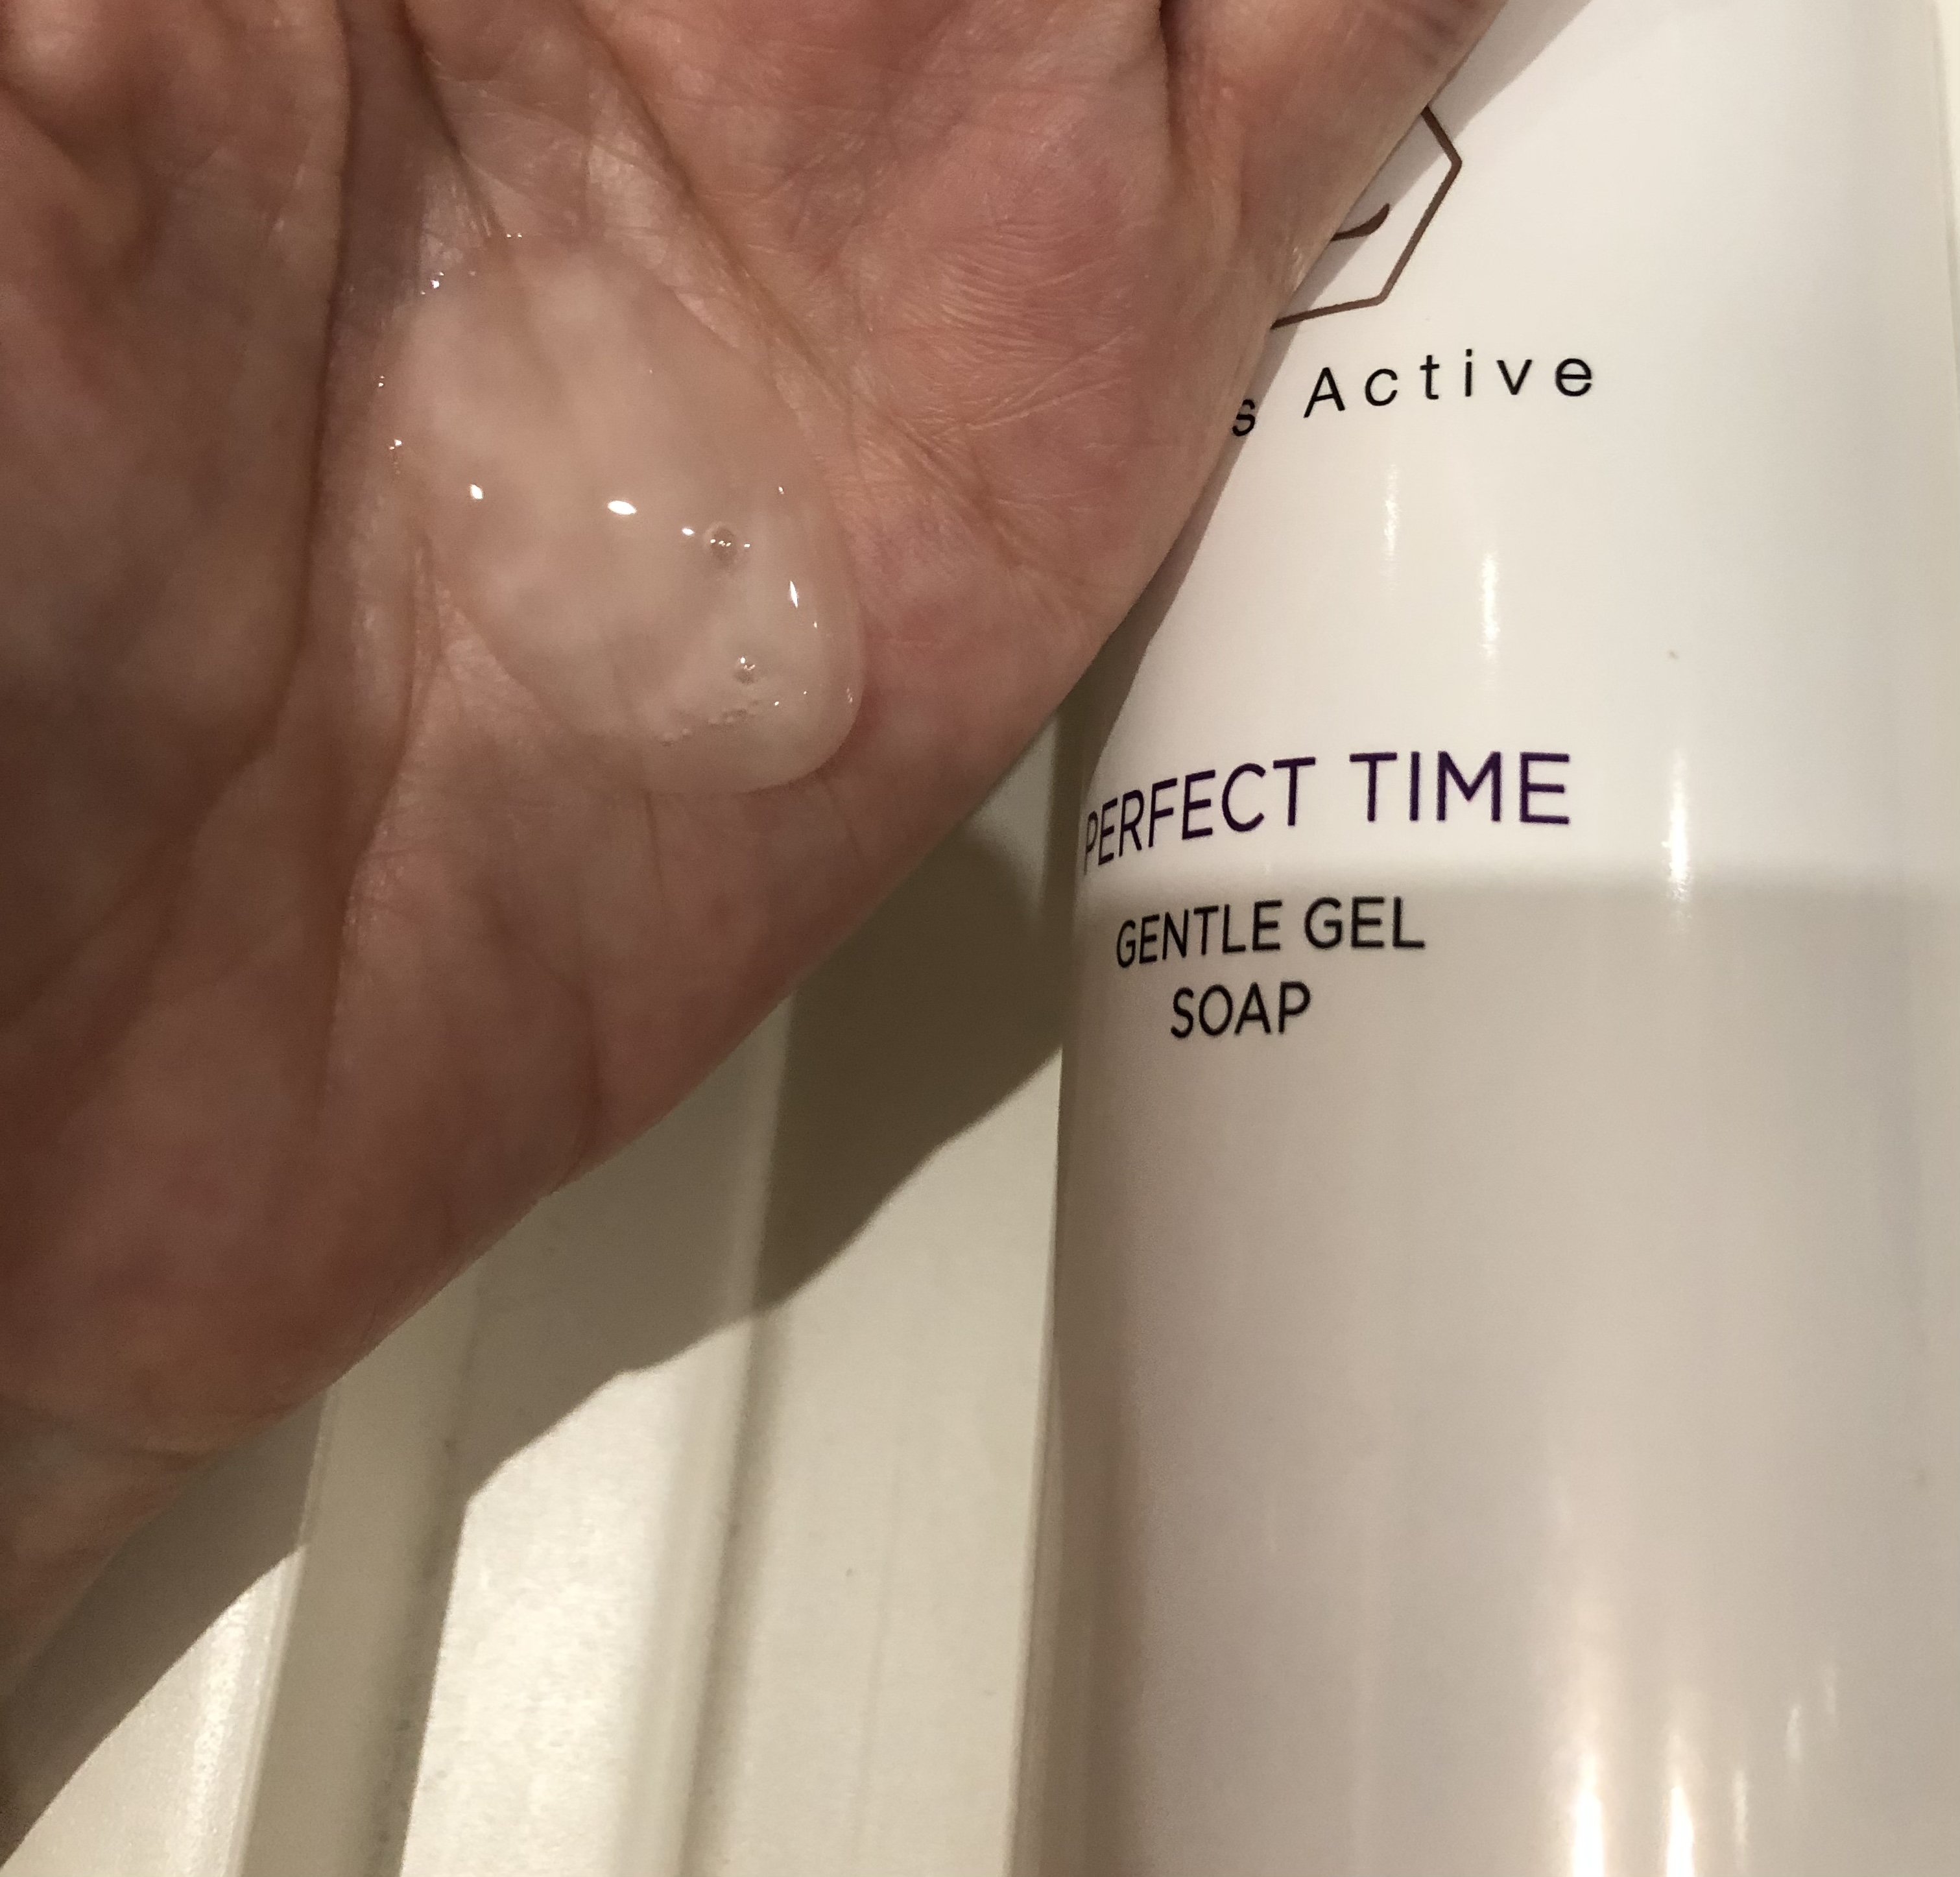 Active
PERFECT TIME
GENTLE GEL
SOAP